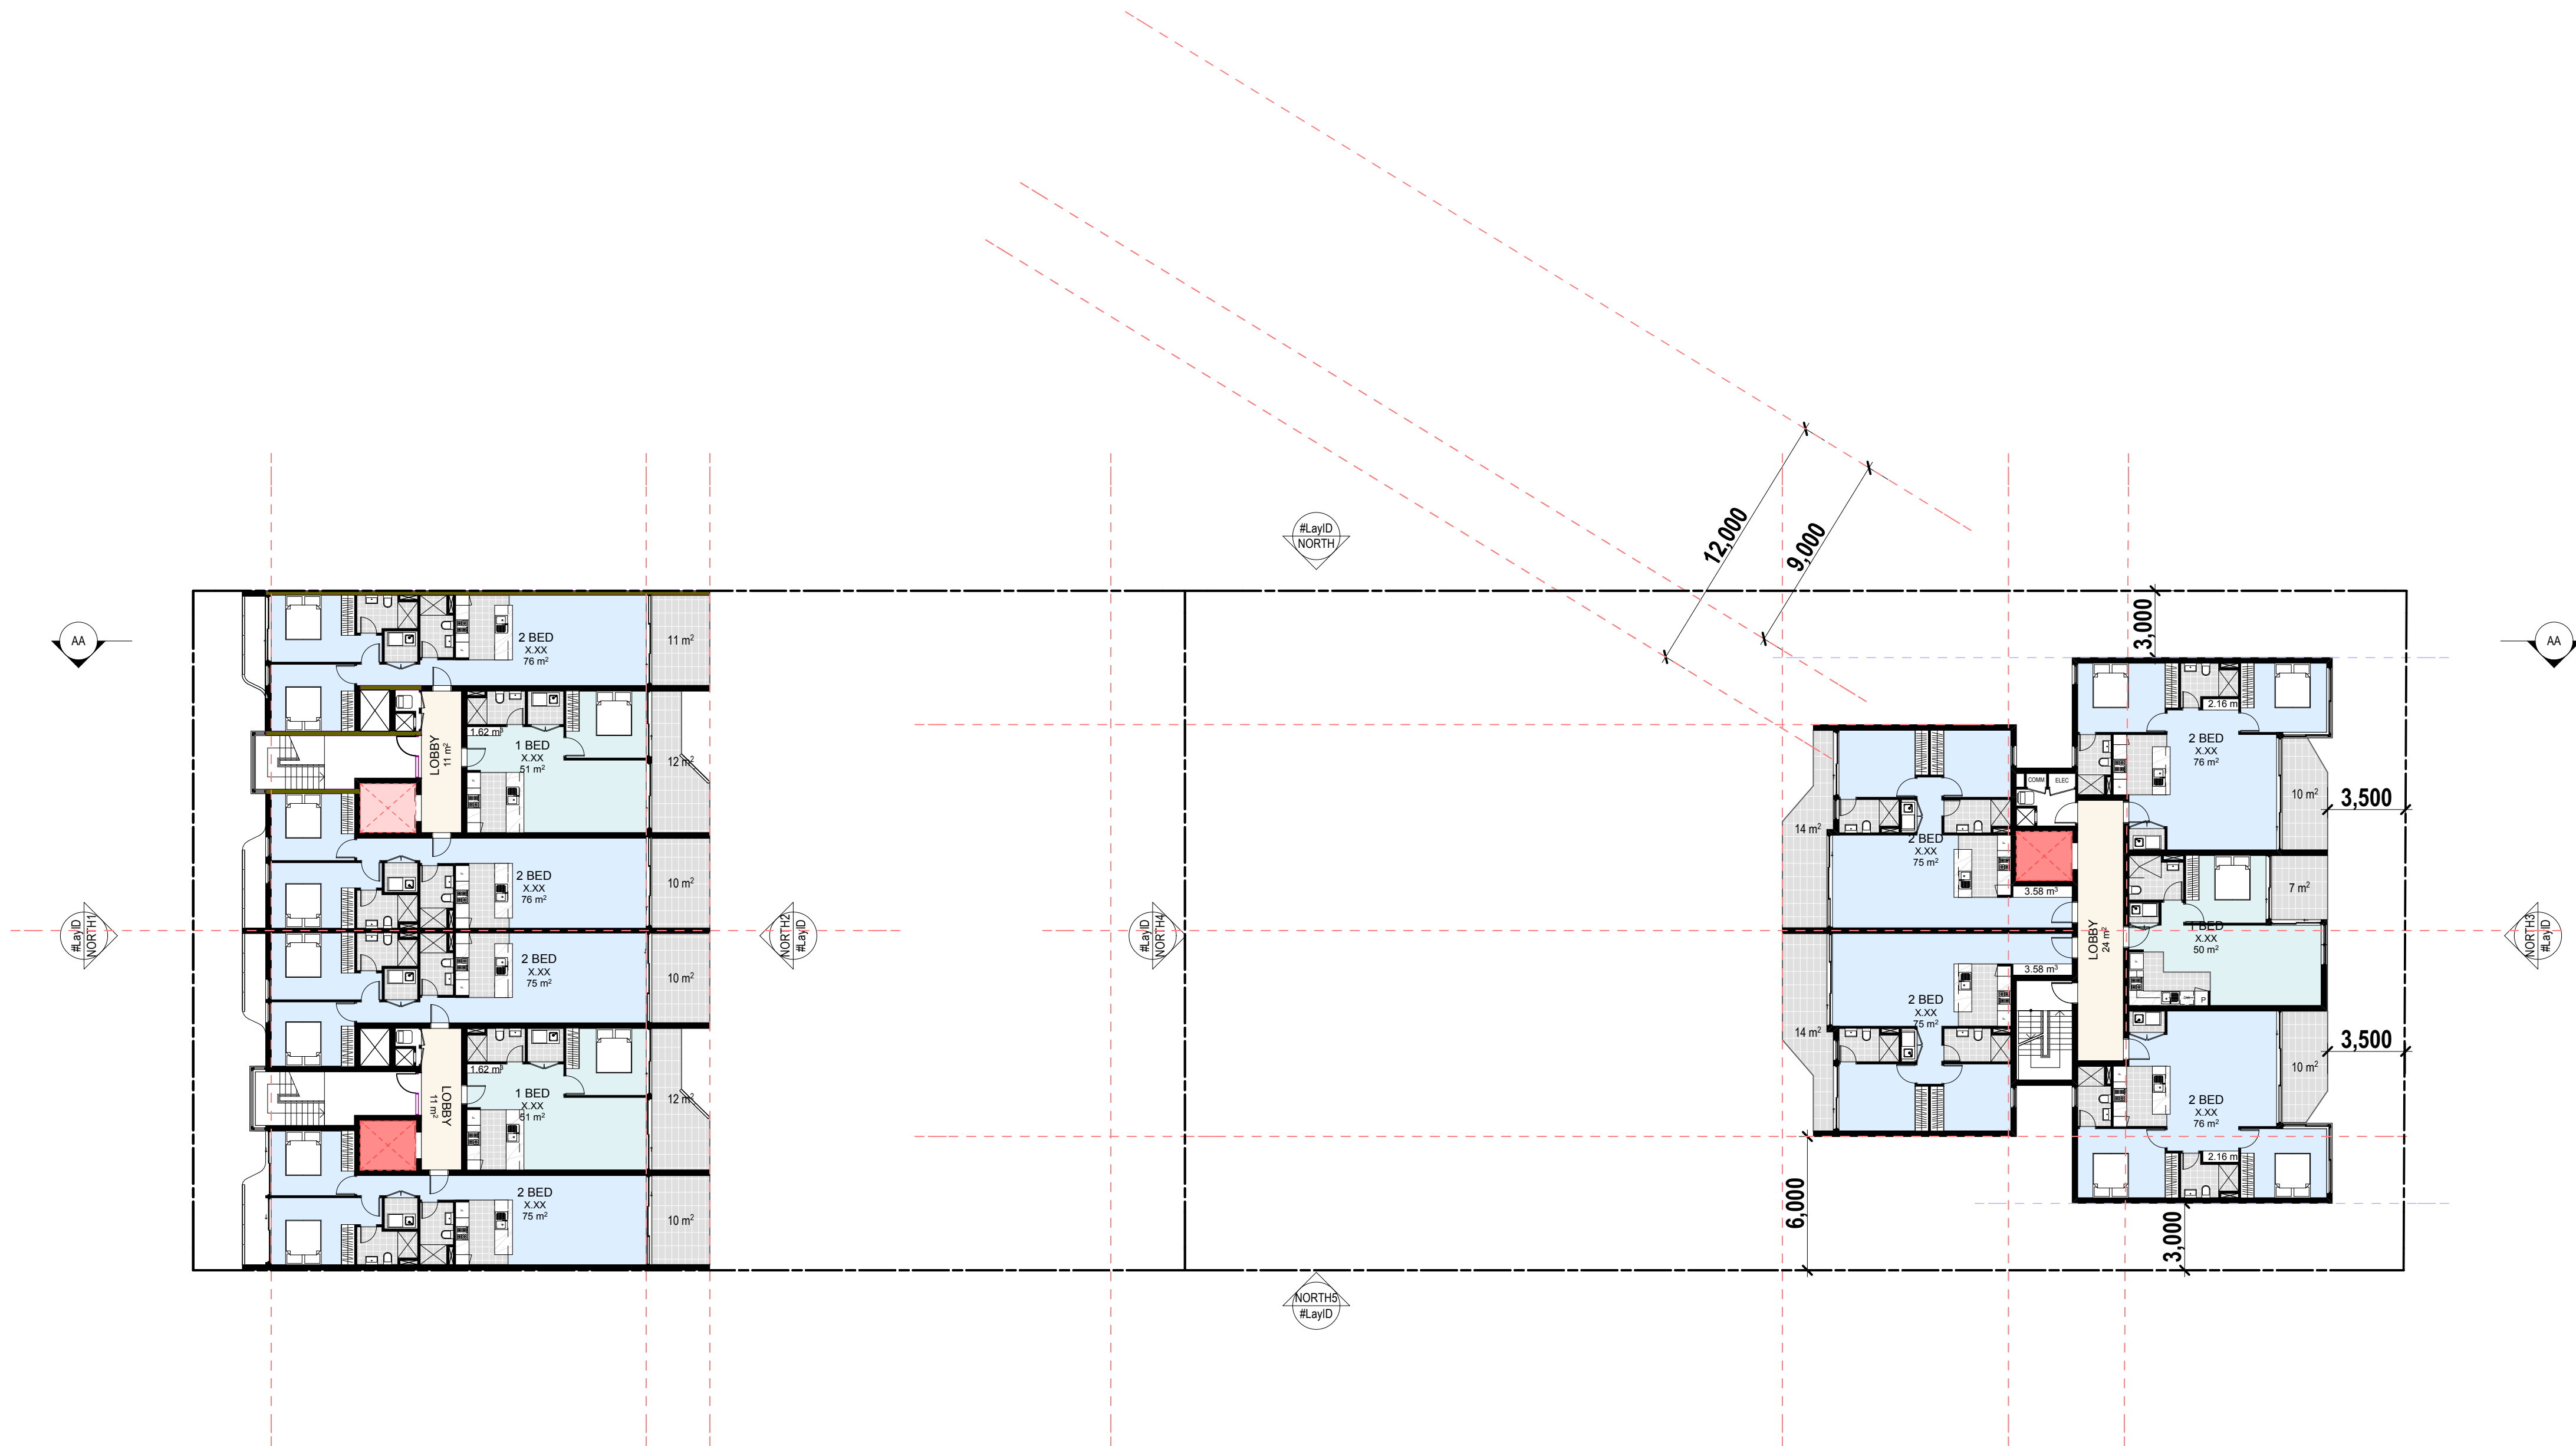 12,000
9,000
#LayID
NORTH
3,000
AA
AA
2 BED
X.XX
76 m²
11 m²
LOBBY
11 m²
1.62 m³
1 BED
X.XX
51 m²
12 m²
2 BED
X.XX
76 m²
10 m²
2 BED
X.XX
75 m²
10 m²
LOBBY
11 m²
1.62 m³
1 BED
X.XX
51 m²
12 m²
2 BED
X.XX
75 m²
10 m²
#LayID
NORTH1
NORTH2
#LayID
#LayID
NORTH4
2.16 m
2 BED
X.XX
76 m²
10 m²
3,500
COMM
ELEC
14 m²
2 BED
X.XX
75 m²
3.58 m³
7 m²
LOBBY
24 m²
1 BED
X.XX
50 m²
P
NORTH3
#LayID
3.58 m³
2 BED
X.XX
75 m²
14 m²
3,500
10 m²
2 BED
X.XX
76 m²
2.16 m
6,000
3,000
NORTH5
#LayID